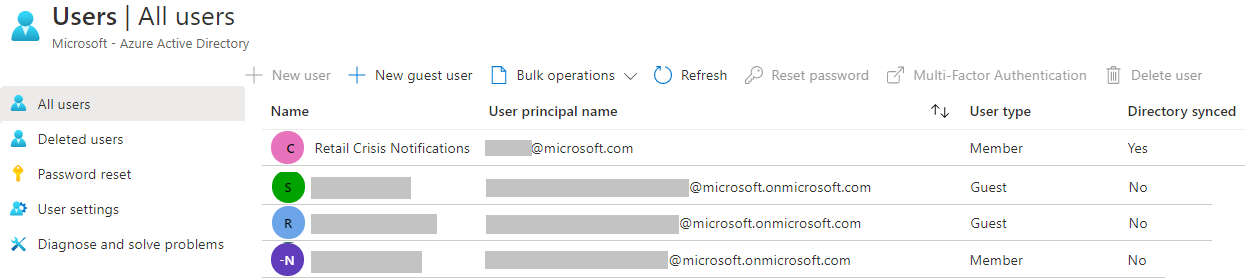 Users | All users
Microsoft - Azure Active Directory
New user New guest user Bulk operations Refresh Reset password Multi-Factor Authentication Delete user
All users
Deleted users
Password reset
User settings
Diagnose and solve problems
Name User principal name User type Directory synced
C Retail Crisis Notifications @microsoft.com Member Yes
S @microsoft.onmicrosoft.com Guest No
R @microsoft.onmicrosoft.com Guest No
-N @microsoft.onmicrosoft.com Member No